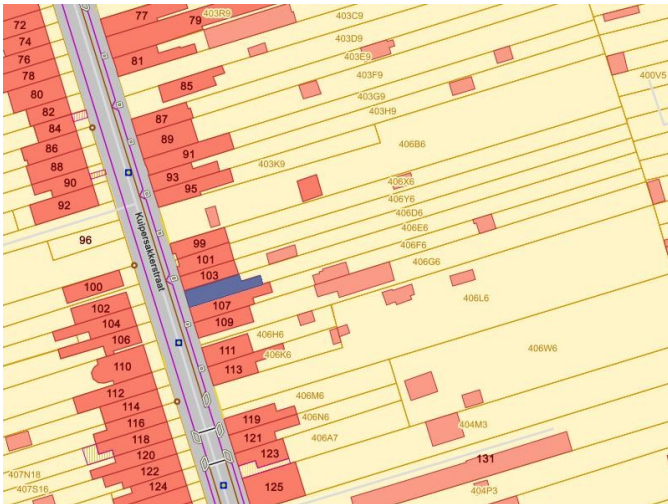 72
77
79
403R9
403C9
74
403D9
76
81
403E9
78
85
403F9
400V5
80
403G9
82
87
403H9
84
89
86
91
406B6
88
93
403K9
90
95
406X6
92
406Y6
406D6
96
Kuipersakkerstraat
99
406E6
101
406F6
103
406G6
100
107
406L6
102
109
104
406H6
106
111
406K6
406W6
110
113
112
406M6
114
119
406N6
116
121
406A7
404M3
118
123
120
131
407N18
122
125
407S16
124
404P3